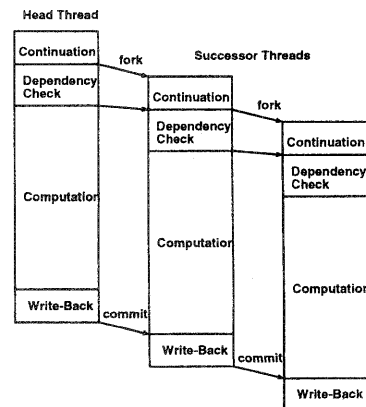 Head Thread
Continuation
fork
Dependency
Check
Computation
Write-Back
commit
Successor Threads
Continuation
fork
Dependency
Check
Computation
Write-Back
commit
Continuation
Dependency
Check
Computation
Write-Back